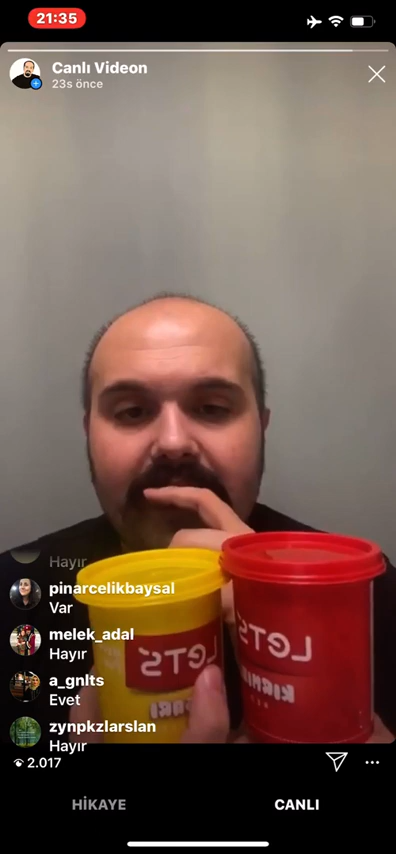 21:35
Canlı Videon
23s önce
LETS'
LETS'
KIRMIZI
Hayır
pinarcelikbaysal
Var
melek_adal
Hayır
a_gnlts
Evet
zynpkzlarslan
Hayır
2.017
HİKAYE
CANLI